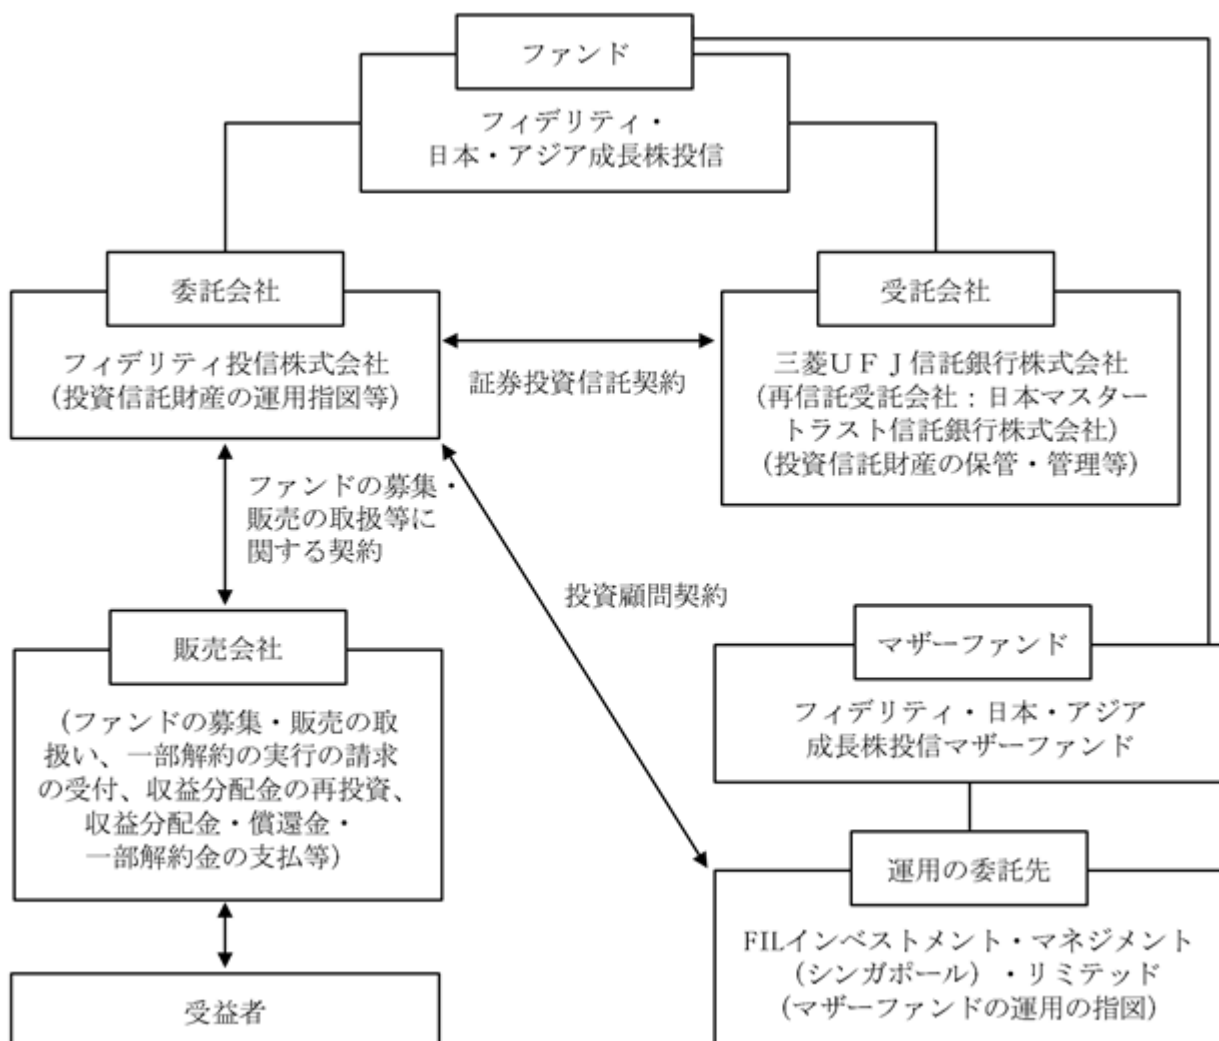 ファンド
フィデリティ・
日本・アジア成長株投信
委託会社
フィデリティ投信株式会社
（投資信託財産の運用指図等）
証券投資信託契約
受託会社
三菱ＵＦＪ信託銀行株式会社
（再信託受託会社：日本マスター
トラスト信託銀行株式会社）
（投資信託財産の保管・管理等）
ファンドの募集・
販売の取扱等に
関する契約
投資顧問契約
販売会社
（ファンドの募集・販売の取
扱い、一部解約の実行の請求
の受付、収益分配金の再投資、
収益分配金・償還金・
一部解約金の支払等）
マザーファンド
フィデリティ・日本・アジア
成長株投信マザーファンド
運用の委託先
FILインベストメント・マネジメント
（シンガポール）・リミテッド
（マザーファンドの運用の指図）
受益者